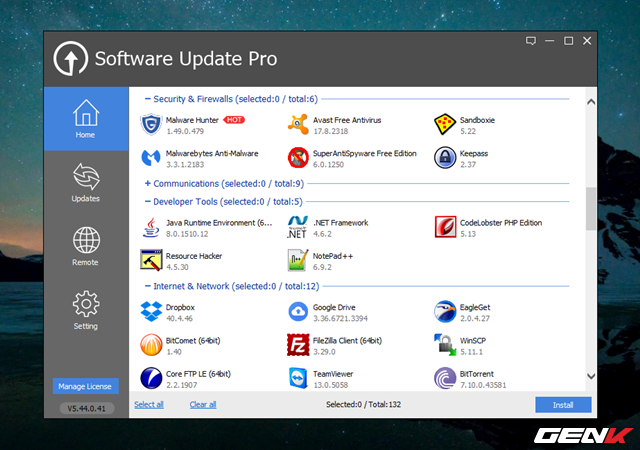 Software Update Pro
Home
Updates
Remote
Setting
Manage License
V5.44.0.41
Security & Firewalls (selected:0 / total:6)
Malware Hunter HOT
1.49.0.479
Avast Free Antivirus
17.8.2318
Sandboxie
5.22
Malwarebytes Anti-Malware
3.3.1.2183
SuperAntiSpyware Free Edition
6.0.1250
Keepass
2.37
Communications (selected:0 / total:9)
Developer Tools (selected:0 / total:5)
Java Runtime Environment (6...
8.0.1510.12
.NET Framework
4.6.2
CodeLobster PHP Edition
5.13
Resource Hacker
4.5.30
NotePad++
6.9.2
Internet & Network (selected:0 / total:12)
Dropbox
40.4.46
Google Drive
3.36.6721.3394
EagleGet
2.0.4.27
BitComet (64bit)
1.40
FileZilla Client (64bit)
3.29.0
WinSCP
5.11.1
Core FTP LE (64bit)
2.2.1907
TeamViewer
13.0.5058
BitTorrent
7.10.0.43581
Select all
Clear all
Selected:0 / Total:132
Install
GENK